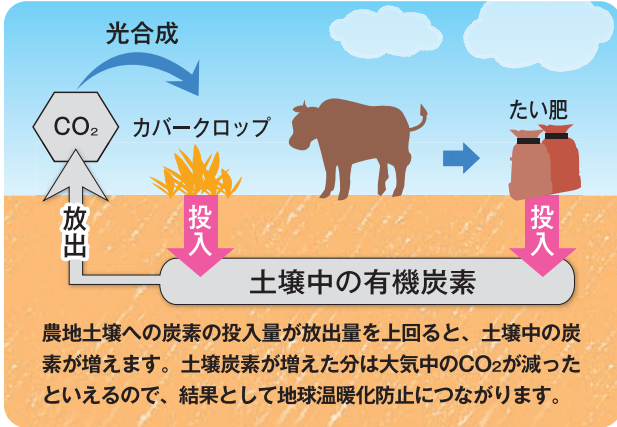 光合成
CO₂
カバークロップ
たい肥
放出
投入
投入
土壌中の有機炭素
農地土壌への炭素の投入量が放出量を上回ると、土壌中の炭
素が増えます。土壌炭素が増えた分は大気中のCO₂が減った
といえるので、結果として地球温暖化防止につながります。